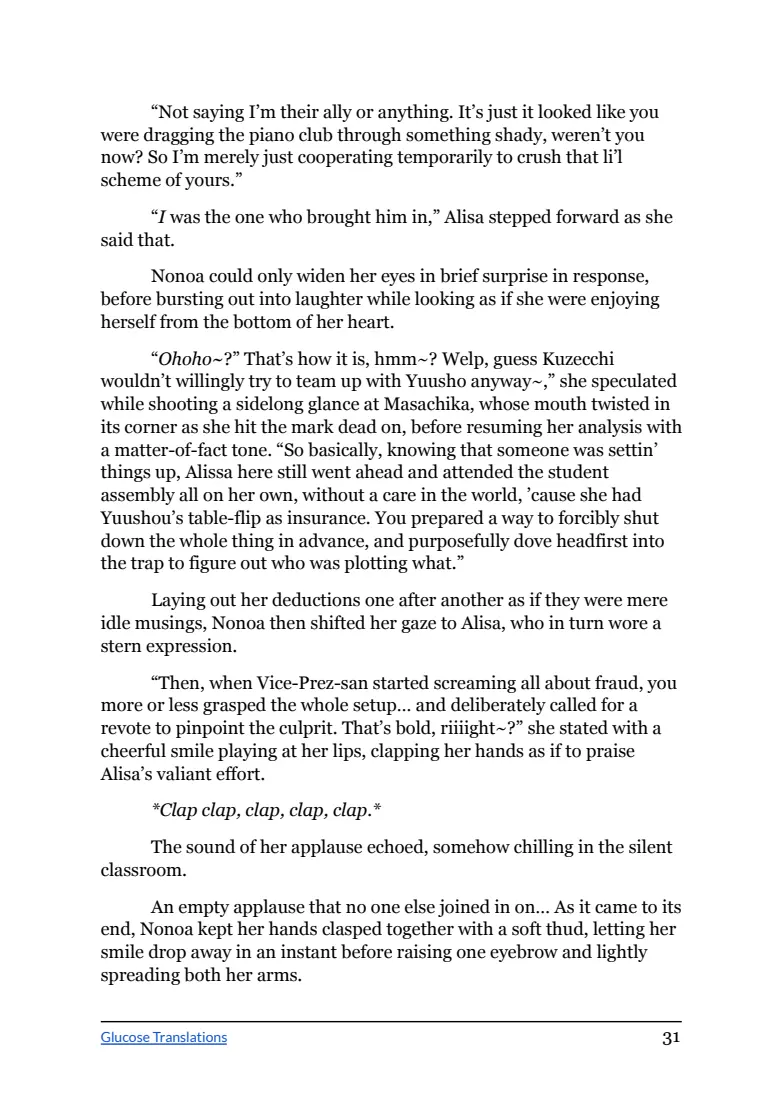 “Not saying I’m their ally or anything. It’s just it looked like you
were dragging the piano club through something shady, weren’t you
now? So I’m merely just cooperating temporarily to crush that li’l
scheme of yours.”
“I was the one who brought him in,” Alisa stepped forward as she
said that.
Nonoa could only widen her eyes in brief surprise in response,
before bursting out into laughter while looking as if she were enjoying
herself from the bottom of her heart.
“Ohoho~?” That’s how it is, hmm~? Welp, guess Kuzecchi
wouldn’t willingly try to team up with Yuusho anyway~,” she speculated
while shooting a sidelong glance at Masachika, whose mouth twisted in
its corner as she hit the mark dead on, before resuming her analysis with
a matter-of-fact tone. “So basically, knowing that someone was settin’
things up, Alissa here still went ahead and attended the student
assembly all on her own, without a care in the world, ’cause she had
Yuushou’s table-flip as insurance. You prepared a way to forcibly shut
down the whole thing in advance, and purposefully dove headfirst into
the trap to figure out who was plotting what.”
Laying out her deductions one after another as if they were mere
idle musings, Nonoa then shifted her gaze to Alisa, who in turn wore a
stern expression.
“Then, when Vice-Prez-san started screaming all about fraud, you
more or less grasped the whole setup... and deliberately called for a
revote to pinpoint the culprit. That’s bold, riiiight~?” she stated with a
cheerful smile playing at her lips, clapping her hands as if to praise
Alisa’s valiant effort.
*Clap clap, clap, clap, clap.*
The sound of her applause echoed, somehow chilling in the silent
classroom.
An empty applause that no one else joined in on... As it came to its
end, Nonoa kept her hands clasped together with a soft thud, letting her
smile drop away in an instant before raising one eyebrow and lightly
spreading both her arms.
Glucose Translations
31